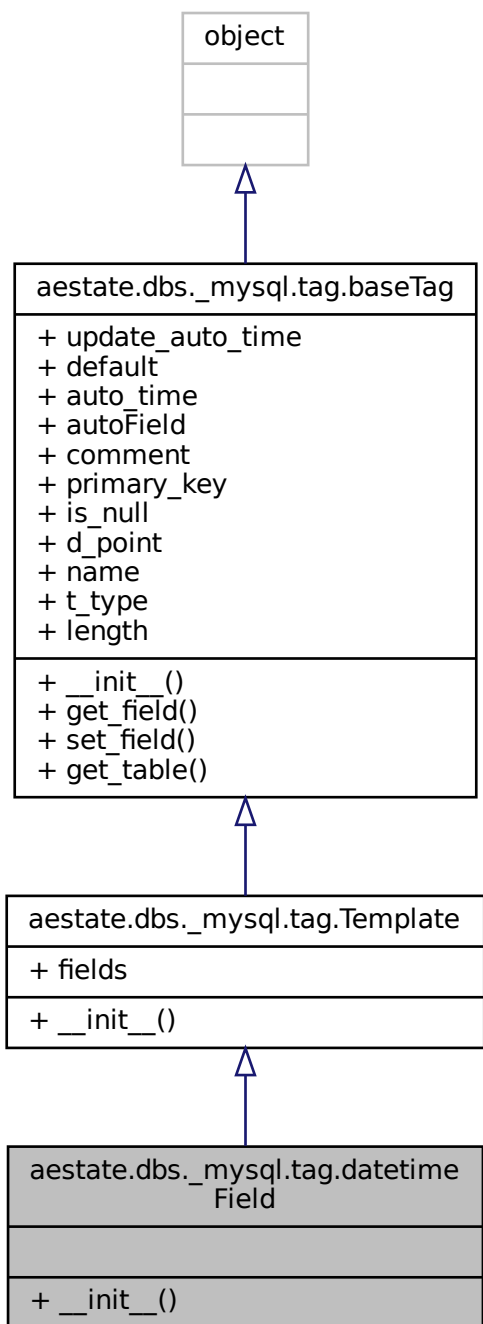 object
aestate.dbs._mysql.tag.baseTag
+ update_auto_time
+ default
+ auto_time
+ autoField
+ comment
+ primary_key
+ is_null
+ d_point
+ name
+ t_type
+ length
+ __init__()
+ get_field()
+ set_field()
+ get_table()
aestate.dbs._mysql.tag.Template
+ fields
+ __init__()
aestate.dbs._mysql.tag.datetime
Field
+ __init__()